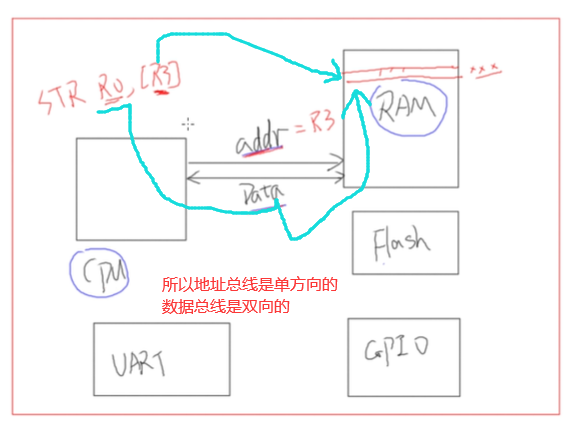 STR R0, [R3]
***
RAM
addr = R3
Data
Flash
CPU
所以地址总线是单方向的
数据总线是双向的
UART
GPIO